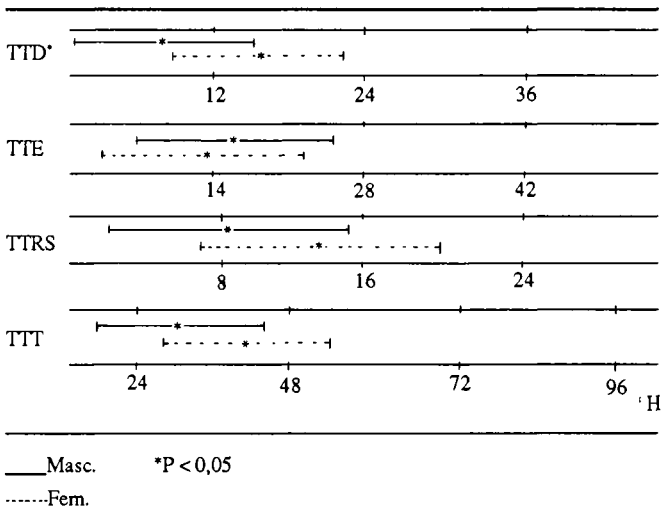 TTD*
12 24 36
TTE
14 28 42
TTRS
8 16 24
TTT
24 48 72 96
'H
Masc. *P < 0,05
Fem.